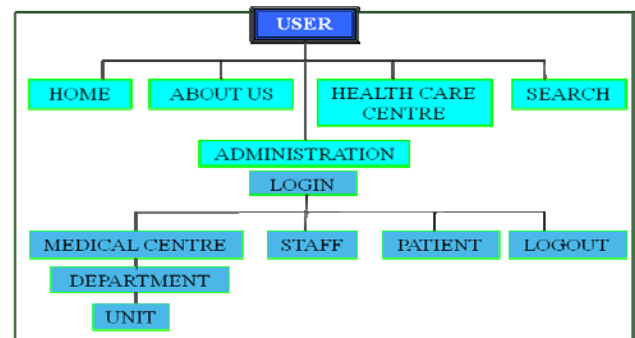 USER
HOME
ABOUT US
HEALTH CARE
CENTRE
SEARCH
ADMINISTRATION
LOGIN
MEDICAL CENTRE
STAFF
PATIENT
LOGOUT
DEPARTMENT
UNIT